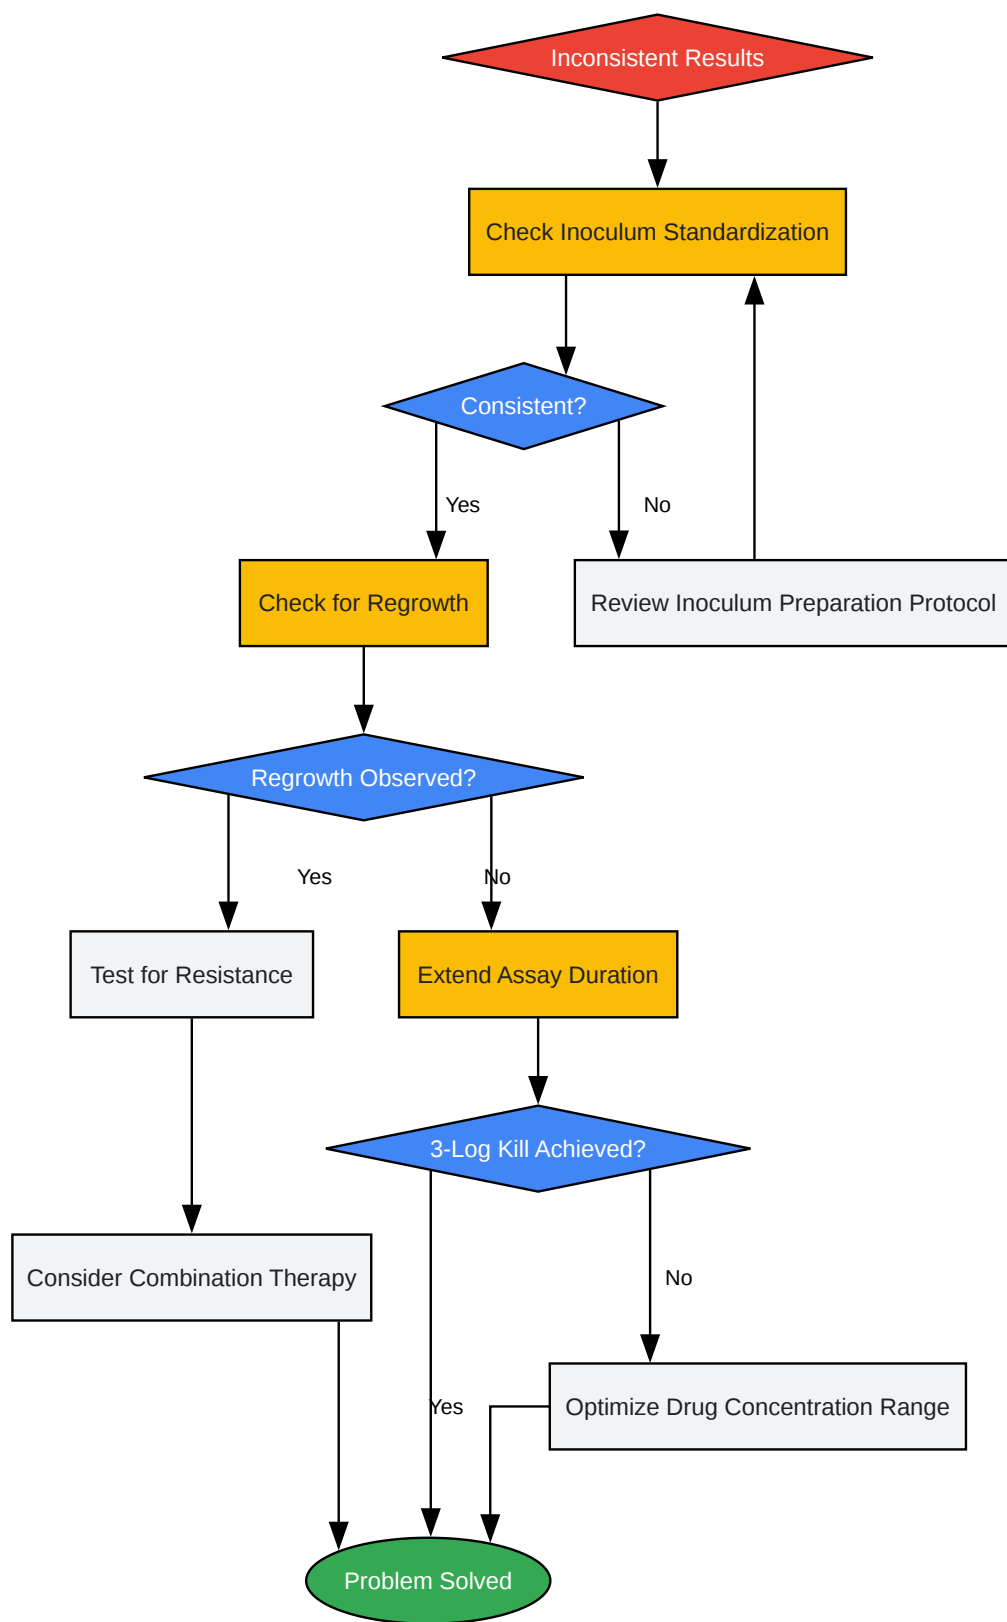 Inconsistent Results
Check Inoculum Standardization
Consistent?
Yes
No
Check for Regrowth
Review Inoculum Preparation Protocol
Regrowth Observed?
Yes
No
Test for Resistance
Extend Assay Duration
3-Log Kill Achieved?
Consider Combination Therapy
No
Yes
Optimize Drug Concentration Range
Problem Solved